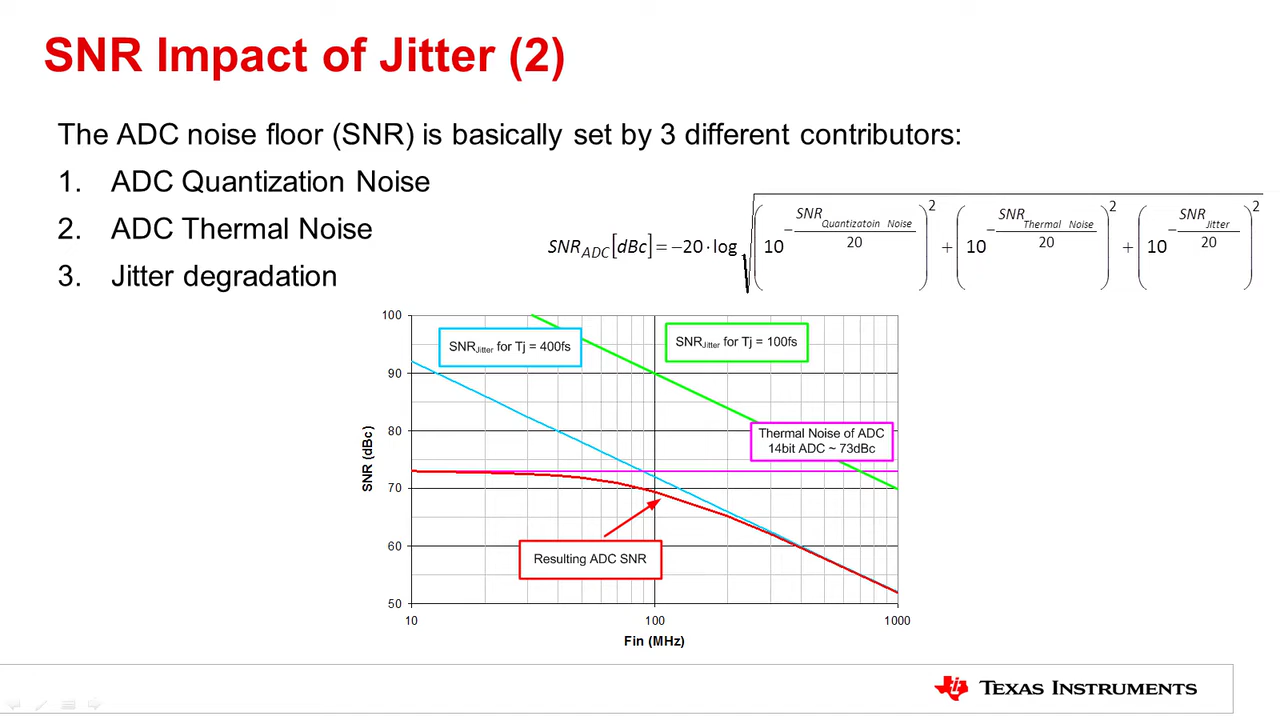 SNR Impact of Jitter (2)
The ADC noise floor (SNR) is basically set by 3 different contributors:
1. ADC Quantization Noise
2. ADC Thermal Noise
3. Jitter degradation
SNR_ADC [dBc] = −20 · log √( (10^(−SNR_Quantizatoin Noise / 20))^2 + (10^(−SNR_Thermal Noise / 20))^2 + (10^(−SNR_Jitter / 20))^2 )
SNR (dBc)
100
90
80
70
60
50
SNR_Jitter for Tj = 400fs
SNR_Jitter for Tj = 100fs
Thermal Noise of ADC
14bit ADC ~ 73dBc
Resulting ADC SNR
10
100
1000
Fin (MHz)
TEXAS INSTRUMENTS